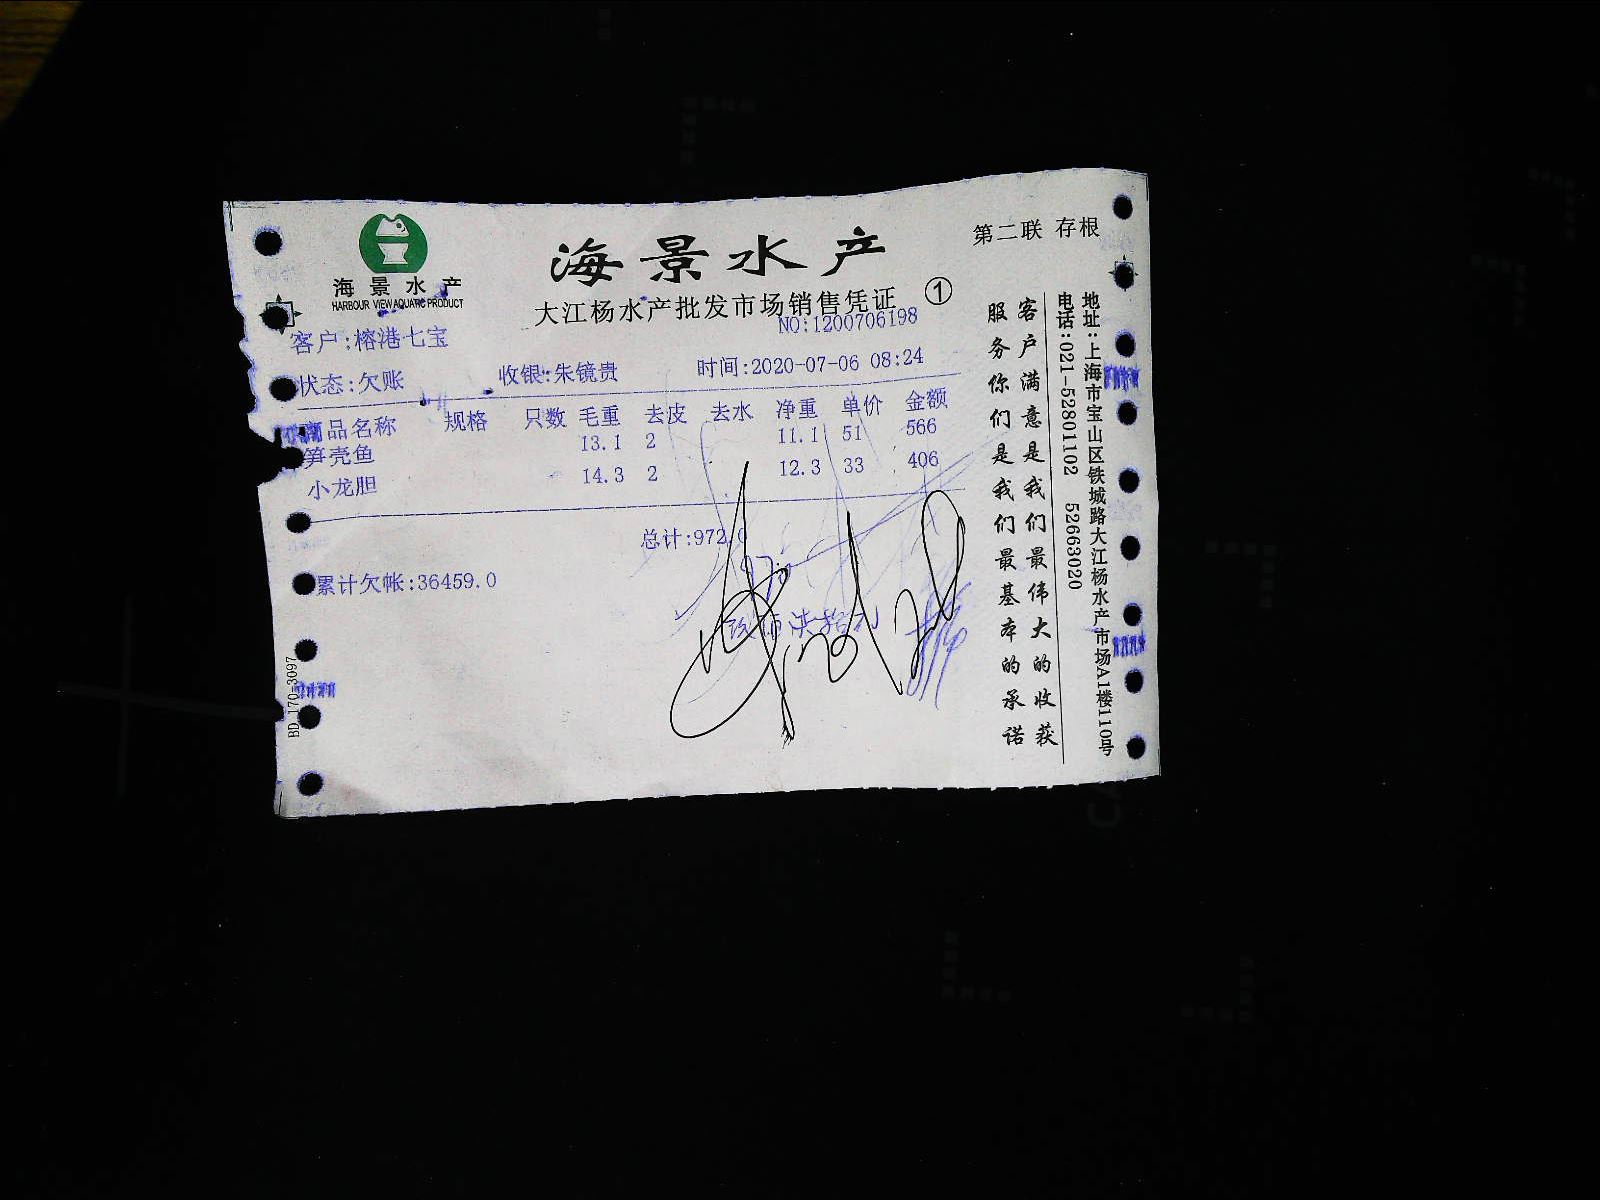 海景水产
HARBOUR VIEW AQUATIC PRODUCT
海景水产
第二联 存根
大江杨水产批发市场销售凭证 ①
NO:1200706198
客户:榕港七宝
状态:欠账 收银:朱镜贵 时间:2020-07-06 08:24
商品名称 规格 只数 毛重 去皮 去水 净重 单价 金额
笋壳鱼 13.1 2 11.1 51 566
小龙胆 14.3 2 12.3 33 406
总计:972.0
970
累计欠帐:36459.0
BD 170-3097
客户满意是我们最伟大的收获
服务你们是我们最基本的承诺
地址:上海市宝山区铁城路大江杨水产市场A1楼110号
电话:021-52801102 52663020